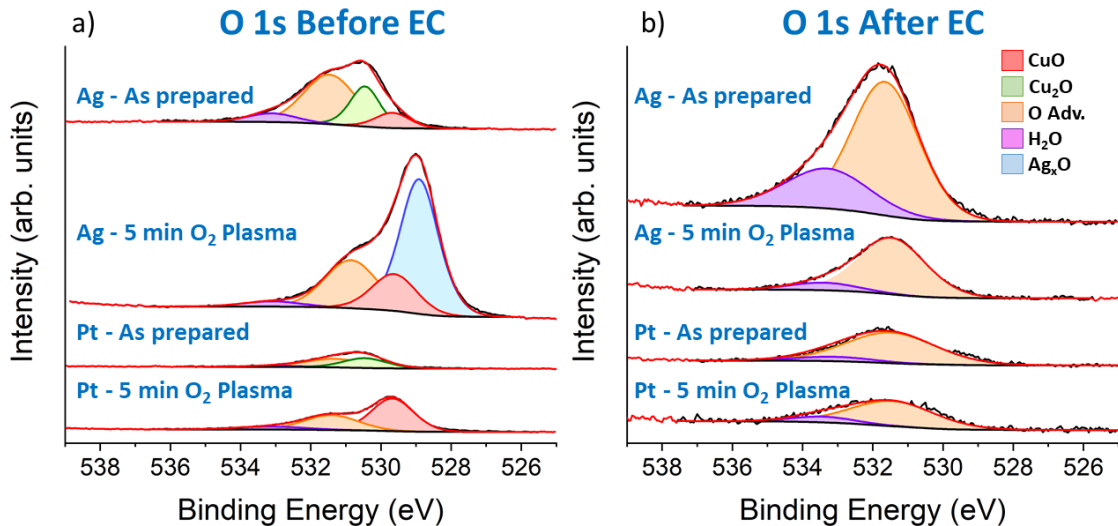 a) O 1s Before EC
Intensity (arb. units)
Ag - As prepared
Ag - 5 min O₂ Plasma
Pt - As prepared
Pt - 5 min O₂ Plasma
538 536 534 532 530 528 526
Binding Energy (eV)
b) O 1s After EC
Intensity (arb. units)
Ag - As prepared
Ag - 5 min O₂ Plasma
Pt - As prepared
Pt - 5 min O₂ Plasma
CuO
Cu₂O
O Adv.
H₂O
AgₓO
538 536 534 532 530 528 526
Binding Energy (eV)